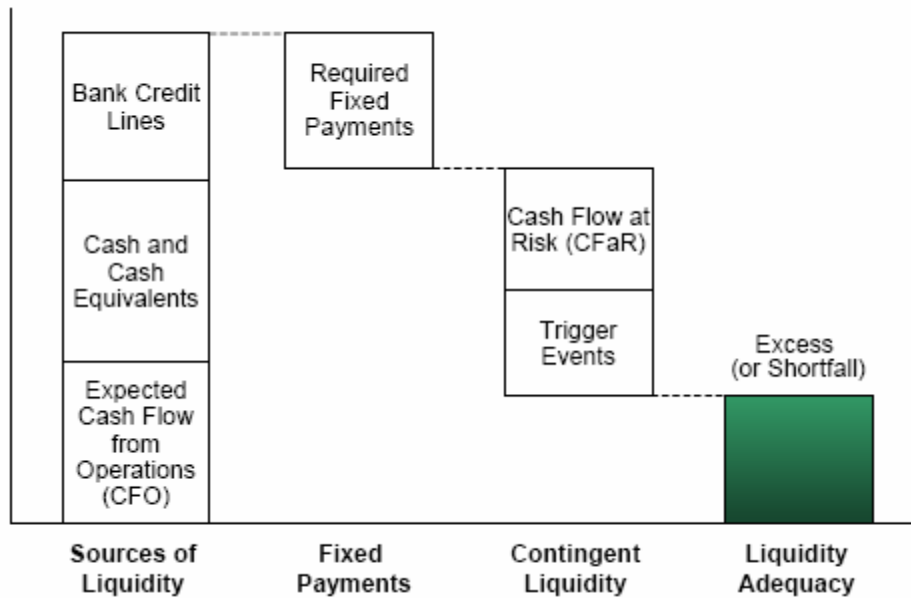 Bank Credit
Lines
Cash and
Cash
Equivalents
Expected
Cash Flow
from
Operations
(CFO)
Required
Fixed
Payments
Cash Flow at
Risk (CFaR)
Trigger
Events
Excess
(or Shortfall)
Sources of
Liquidity
Fixed
Payments
Contingent
Liquidity
Liquidity
Adequacy